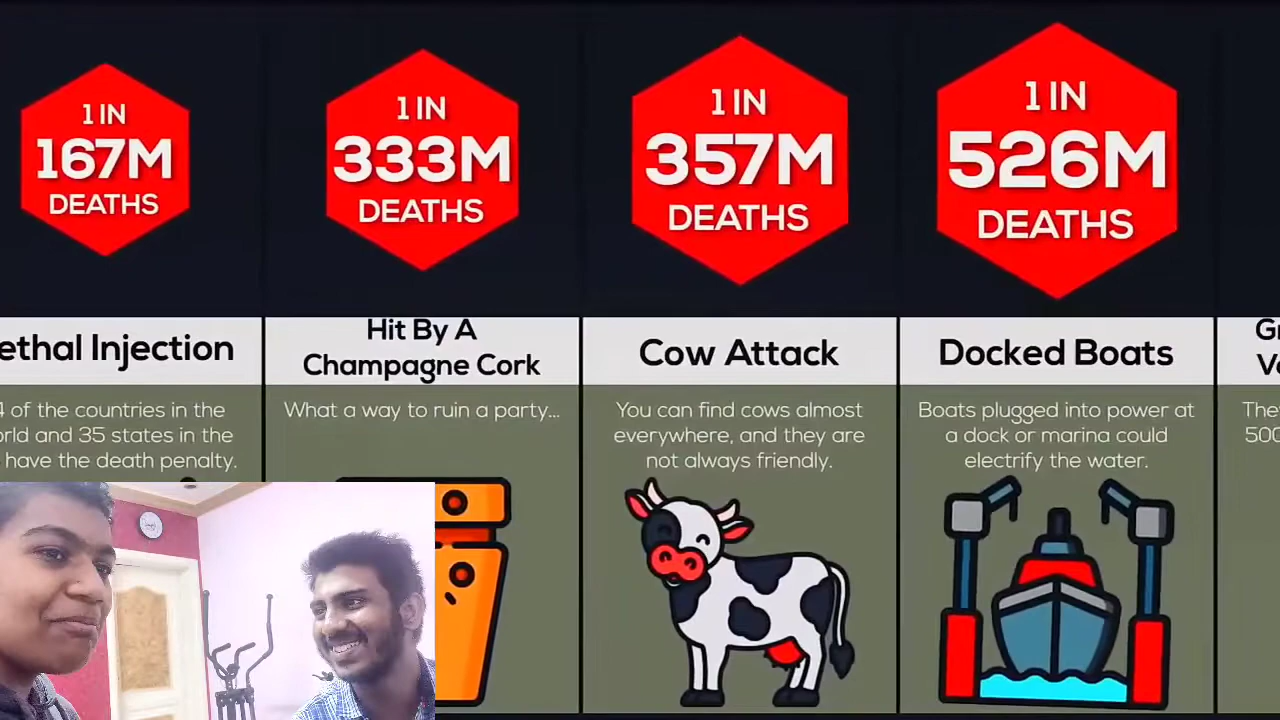 1 IN
167M
DEATHS
ethal Injection
of the countries in the
rld and 35 states in the
have the death penalty.
1 IN
333M
DEATHS
Hit By A
Champagne Cork
What a way to ruin a party...
1 IN
357M
DEATHS
Cow Attack
You can find cows almost
everywhere, and they are
not always friendly.
1 IN
526M
DEATHS
Docked Boats
Boats plugged into power at
a dock or marina could
electrify the water.
The
500